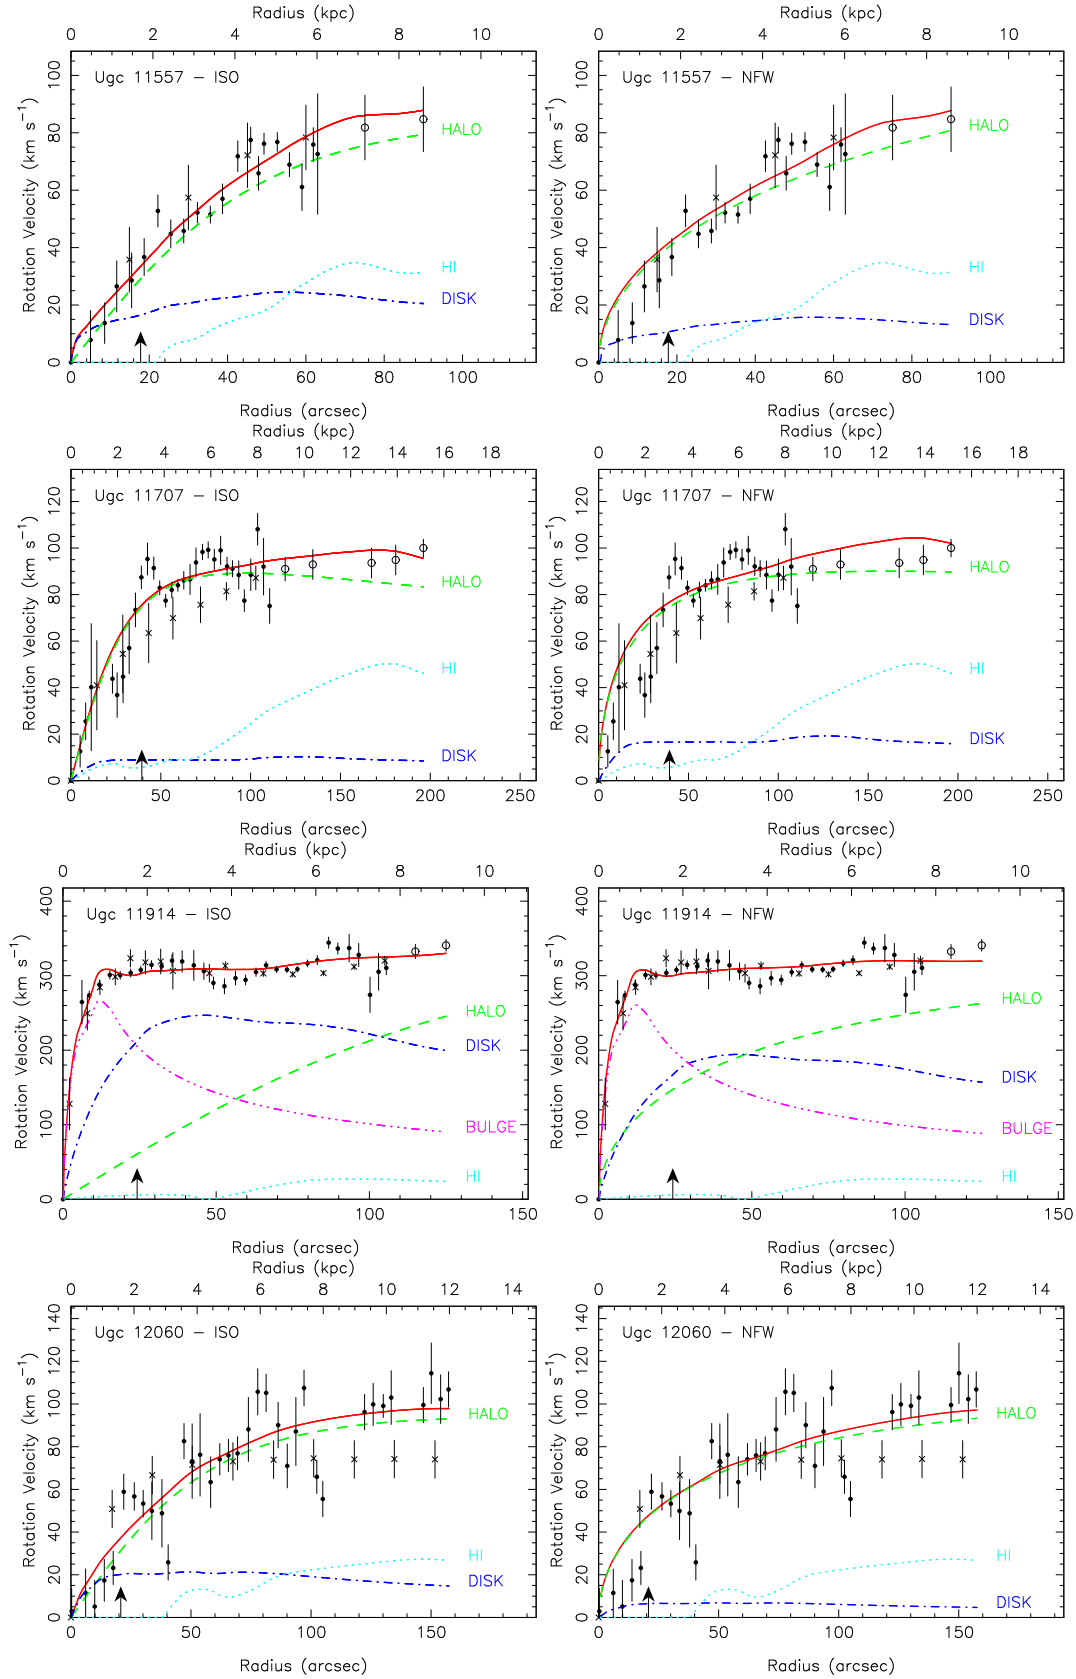 Radius (kpc) Radius (kpc)
0 2 4 6 8 10 0 2 4 6 8 10
Ugc 11557 – ISO Ugc 11557 – NFW
Rotation Velocity (km s⁻¹) Rotation Velocity (km s⁻¹)
100 100
80 80
60 60
40 40
20 20
0 0
HALO HALO
HI HI
DISK DISK
0 20 40 60 80 100 0 20 40 60 80 100
Radius (arcsec) Radius (arcsec)
Radius (kpc) Radius (kpc)
0 2 4 6 8 10 12 14 16 18 0 2 4 6 8 10 12 14 16 18
Ugc 11707 – ISO Ugc 11707 – NFW
Rotation Velocity (km s⁻¹) Rotation Velocity (km s⁻¹)
120 120
100 100
80 80
60 60
40 40
20 20
0 0
HALO HALO
HI HI
DISK DISK
0 50 100 150 200 250 0 50 100 150 200 250
Radius (arcsec) Radius (arcsec)
Radius (kpc) Radius (kpc)
0 2 4 6 8 10 0 2 4 6 8 10
Ugc 11914 – ISO Ugc 11914 – NFW
Rotation Velocity (km s⁻¹) Rotation Velocity (km s⁻¹)
400 400
300 300
200 200
100 100
0 0
HALO HALO
DISK DISK
BULGE BULGE
HI HI
0 50 100 150 0 50 100 150
Radius (arcsec) Radius (arcsec)
Radius (kpc) Radius (kpc)
0 2 4 6 8 10 12 14 0 2 4 6 8 10 12 14
Ugc 12060 – ISO Ugc 12060 – NFW
Rotation Velocity (km s⁻¹) Rotation Velocity (km s⁻¹)
140 140
120 120
100 100
80 80
60 60
40 40
20 20
0 0
HALO HALO
HI HI
DISK DISK
0 50 100 150 0 50 100 150
Radius (arcsec) Radius (arcsec)